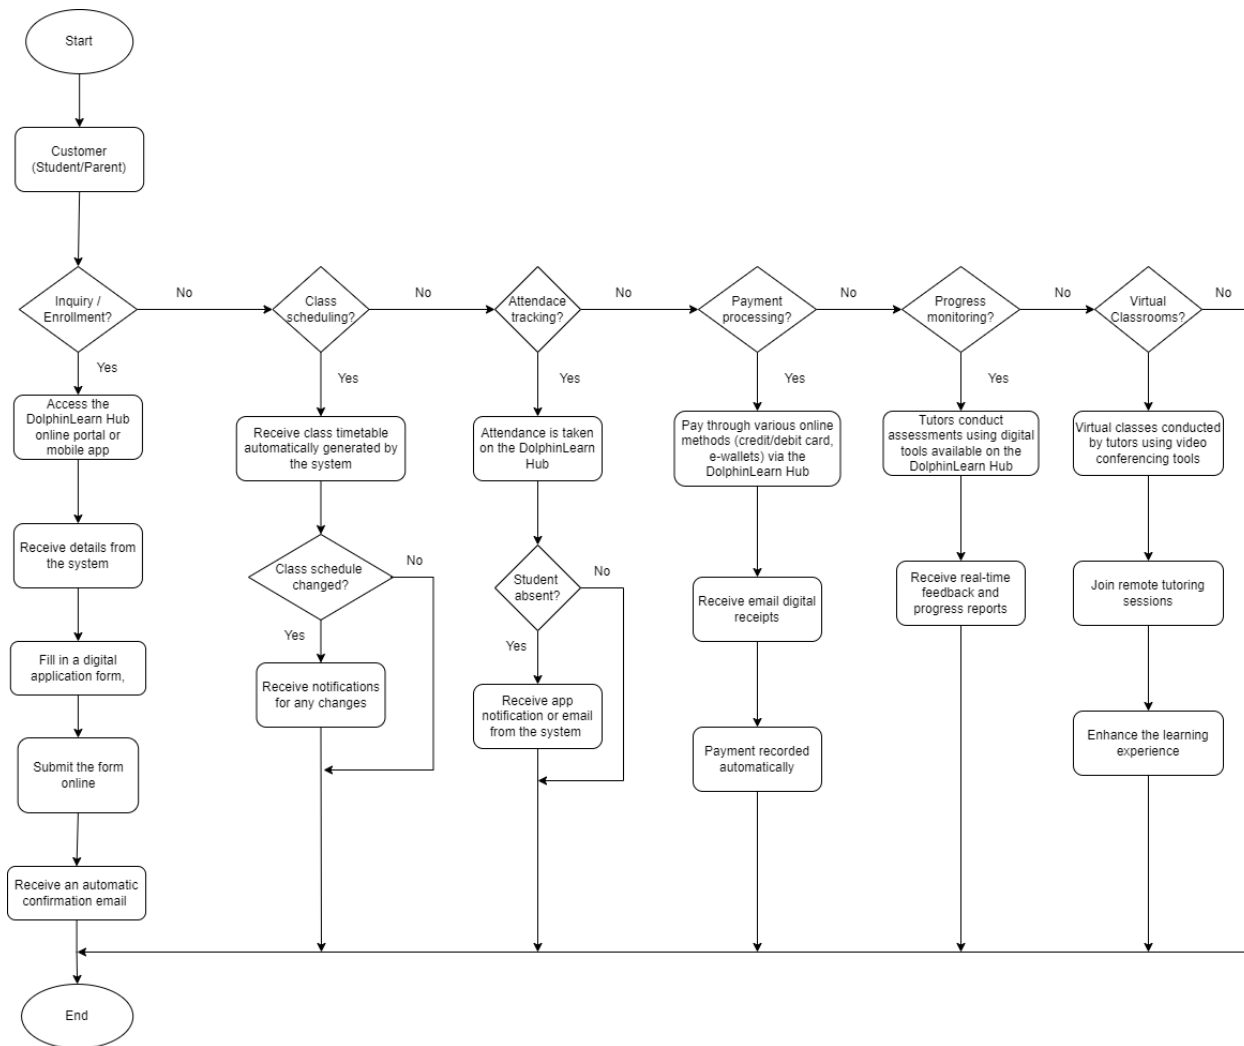 Start
Customer
(Student/Parent)
Inquiry /
Enrollment?
No
Class
scheduling?
No
Attendace
tracking?
No
Payment
processing?
No
Progress
monitoring?
No
Virtual
Classrooms?
No
Yes
Yes
Yes
Yes
Yes
Yes
Access the
DolphinLearn Hub
online portal or
mobile app
Receive details from
the system
Fill in a digital
application form,
Submit the form
online
Receive an automatic
confirmation email
End
Receive class timetable
automatically generated by
the system
Class schedule
changed?
No
Yes
Receive notifications
for any changes
Attendance is taken
on the DolphinLearn
Hub
Student
absent?
No
Yes
Receive app
notification or email
from the system
Pay through various online
methods (credit/debit card,
e-wallets) via the
DolphinLearn Hub
Receive email digital
receipts
Payment recorded
automatically
Tutors conduct
assessments using digital
tools available on the
DolphinLearn Hub
Receive real-time
feedback and
progress reports
Virtual classes conducted
by tutors using video
conferencing tools
Join remote tutoring
sessions
Enhance the learning
experience